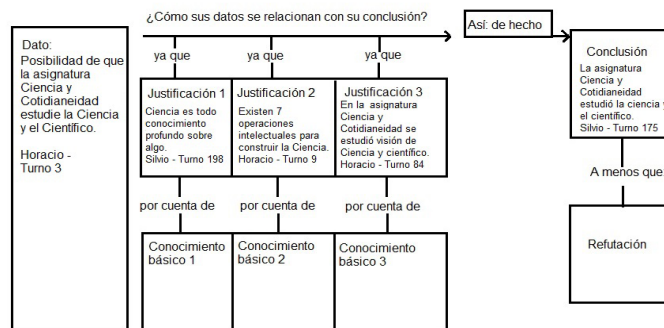 ¿Cómo sus datos se relacionan con su conclusión?
Así: de hecho
Dato:
Posibilidad de que
la asignatura
Ciencia y
Cotidianeidad
estudie la Ciencia
y el Científico.
Horacio -
Turno 3
ya que
ya que
ya que
Justificación 1
Ciencia es todo
conocimiento
profundo sobre
algo.
Silvio - Turno 198
Justificación 2
Existen 7
operaciones
intelectuales para
construir la Ciencia.
Horacio - Turno 9
Justificación 3
En la asignatura
Ciencia y
Cotidianeidad se
estudió visión de
Ciencia y científico.
Horacio - Turno 84
Conclusión
La asignatura
Ciencia y
Cotidianeidad
estudió la ciencia y
el científico.
Silvio - Turno 175
por cuenta de
por cuenta de
por cuenta de
A menos que
Conocimiento
básico 1
Conocimiento
básico 2
Conocimiento
básico 3
Refutación